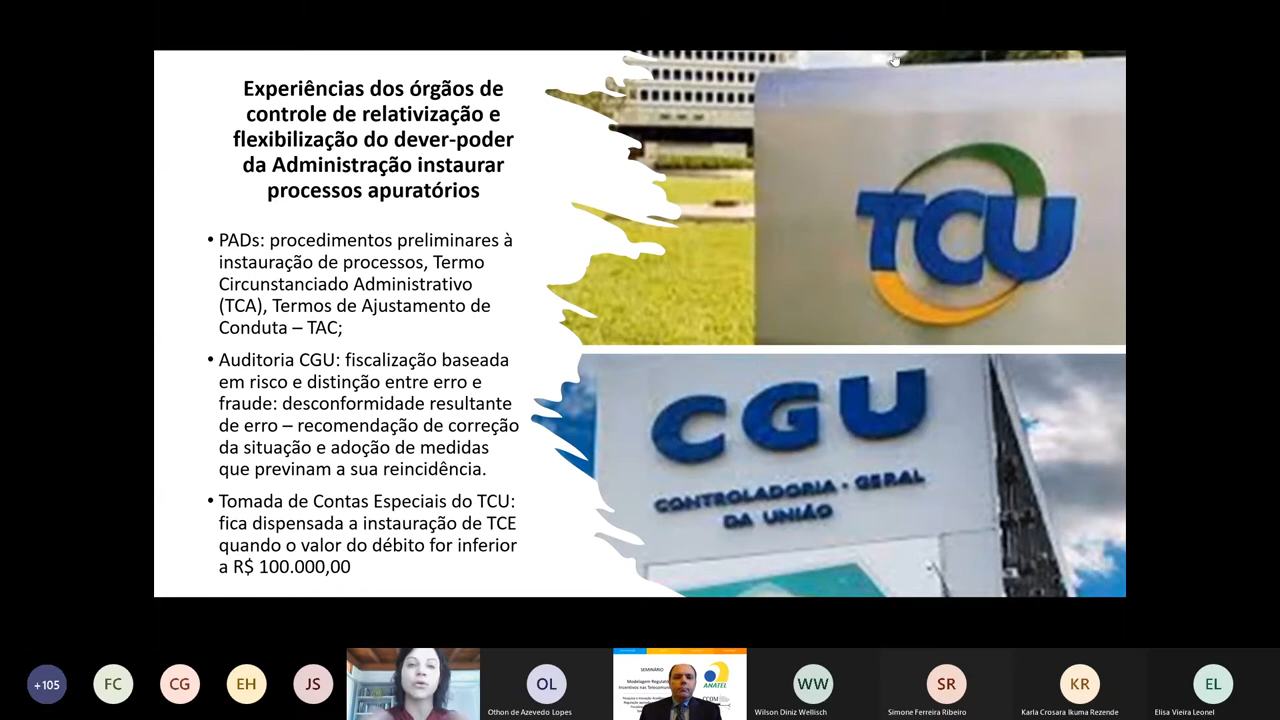 Experiências dos órgãos de
controle de relativização e
flexibilização do dever-poder
da Administração instaurar
processos apuratórios
• PADs: procedimentos preliminares à
instauração de processos, Termo
Circunstanciado Administrativo
(TCA), Termos de Ajustamento de
Conduta – TAC;
• Auditoria CGU: fiscalização baseada
em risco e distinção entre erro e
fraude: desconformidade resultante
de erro – recomendação de correção
da situação e adoção de medidas
que previnam a sua reincidência.
• Tomada de Contas Especiais do TCU:
fica dispensada a instauração de TCE
quando o valor do débito for inferior
a R$ 100.000,00
TCU
CGU
CONTROLADORIA - GERAL
DA UNIÃO
+105
FC
CG
EH
JS
OL
Othon de Azevedo Lopes
SEMINÁRIO
ANATEL
WW
Wilson Diniz Wellisch
SR
Simone Ferreira Ribeiro
KR
Karla Crosara Ikuma Rezende
EL
Elisa Vieira Leonel